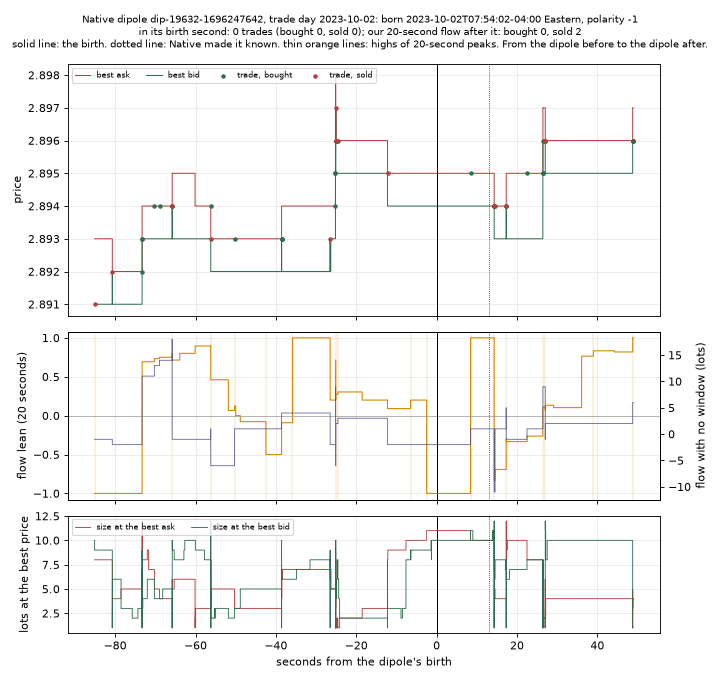 Native dipole dip-19632-1696247642, trade day 2023-10-02: born 2023-10-02T07:54:02-04:00 Eastern, polarity -1
in its birth second: 0 trades (bought 0, sold 0); our 20-second flow after it: bought 0, sold 2
solid line: the birth. dotted line: Native made it known. thin orange lines: highs of 20-second peaks. From the dipole before to the dipole after.
best ask best bid trade, bought trade, sold
2.898
2.897
2.896
2.895
2.894
2.893
2.892
2.891
price
1.0
0.5
0.0
−0.5
−1.0
flow lean (20 seconds)
15
10
5
0
−5
−10
flow with no window (lots)
size at the best ask size at the best bid
12.5
10.0
7.5
5.0
2.5
lots at the best price
−80 −60 −40 −20 0 20 40
seconds from the dipole's birth